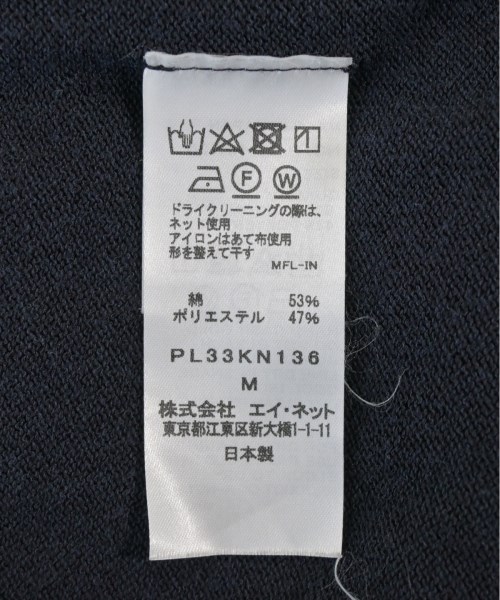 F W
ドライクリーニングの際は、
ネット使用
アイロンはあて布使用
形を整えて干す
MFL-IN
綿 53%
ポリエステル 47%
PL33KN136
M
株式会社 エイ・ネット
東京都江東区新大橋1-1-11
日本製